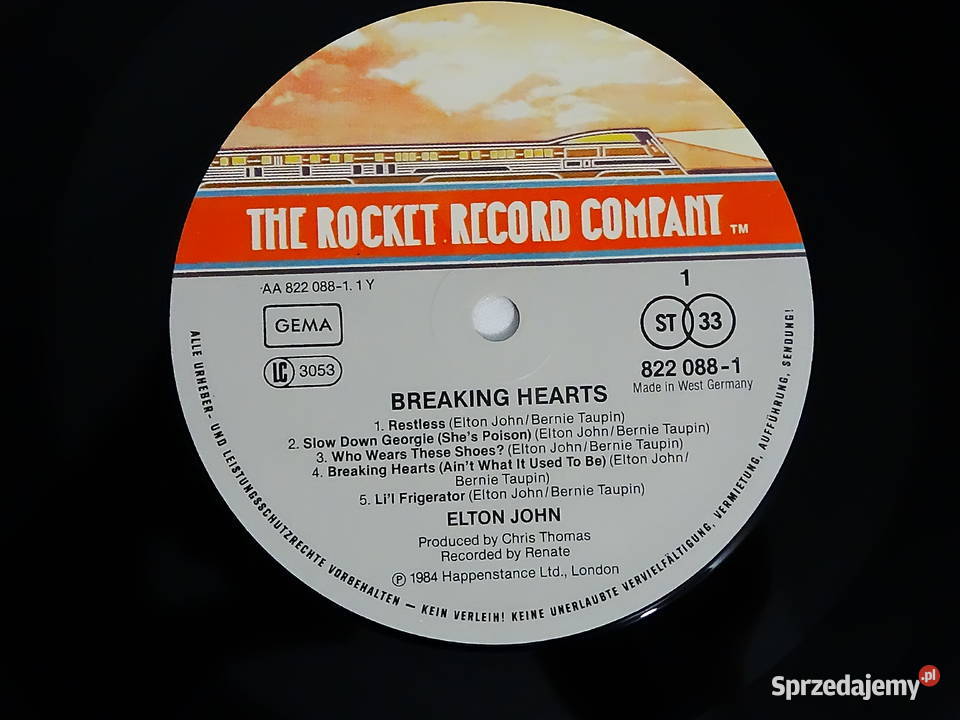 THE ROCKET RECORD COMPANY TM
AA 822 088-1. 1 Y
GEMA
LC 3053
1
ST 33
822 088-1
Made in West Germany
BREAKING HEARTS
1. Restless (Elton John/Bernie Taupin)
2. Slow Down Georgie (She's Poison) (Elton John/Bernie Taupin)
3. Who Wears These Shoes? (Elton John/Bernie Taupin)
4. Breaking Hearts (Ain't What It Used To Be) (Elton John/
Bernie Taupin)
5. Li'l Frigerator (Elton John/Bernie Taupin)
ELTON JOHN
Produced by Chris Thomas
Recorded by Renate
℗ 1984 Happenstance Ltd., London
ALLE URHEBER- UND LEISTUNGSSCHUTZRECHTE VORBEHALTEN — KEIN VERLEIH! KEINE UNERLAUBTE VERVIELFÄLTIGUNG, VERMIETUNG, AUFFÜHRUNG, SENDUNG!
Sprzedajemy.pl